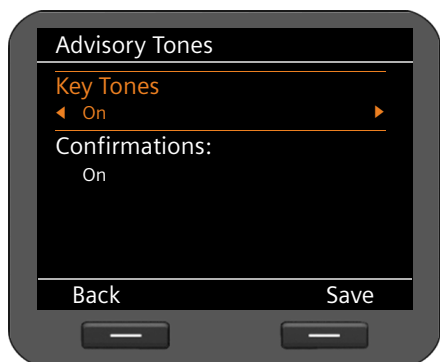 Advisory Tones
Key Tones
On
Confirmations:
On
Back Save